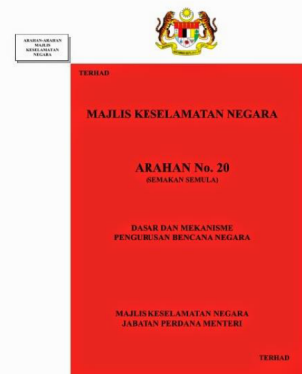 ARAHAN-ARAHAN
MAJLIS
KESELAMATAN
NEGARA
TERHAD
MAJLIS KESELAMATAN NEGARA
ARAHAN No. 20
(SEMAKAN SEMULA)
DASAR DAN MEKANISME
PENGURUSAN BENCANA NEGARA
MAJLIS KESELAMATAN NEGARA
JABATAN PERDANA MENTERI
TERHAD